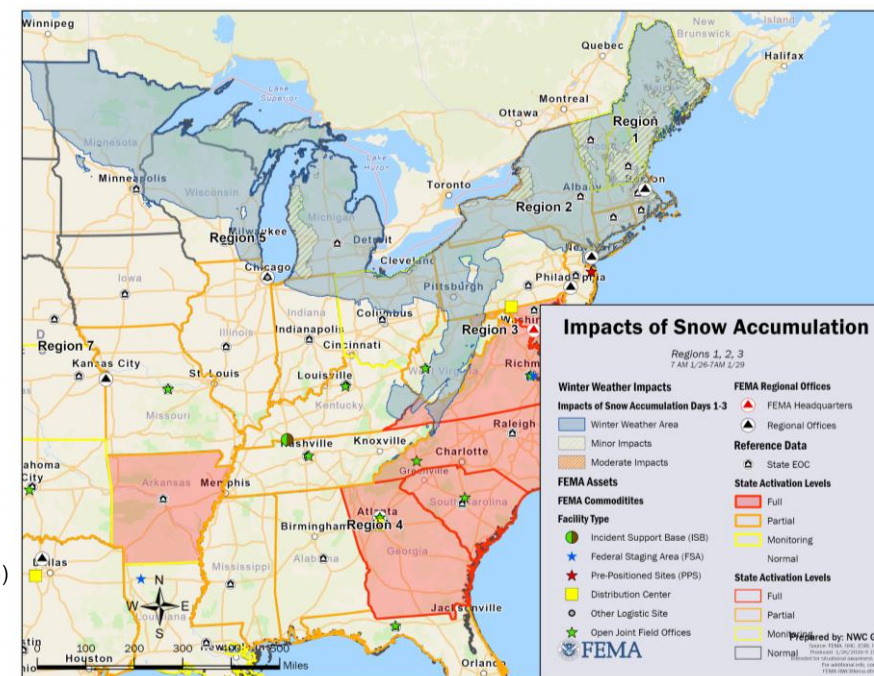 Winnipeg
New Brunswick
Island
Quebec
Halifax
Montreal
Ottawa
Lake Superior
Minnesota
Region 1
Lake Huron
Minneapolis
Wisconsin
Toronto
Albany
Region 2
Michigan
Milwaukee
Region 5
Detroit
Chicago
Cleveland
Iowa
Pittsburgh
Philadelphia
Indiana
Columbus
Illinois
Indianapolis
Region 3
Cincinnati
Region 7
Kansas City
St. Louis
Louisville
West Virginia
Missouri
Kentucky
Raleigh
Nashville
Knoxville
Charlotte
Greenville
Arkansas
Memphis
South Carolina
Atlanta
Birmingham
Region 4
Mississippi
Alabama
Georgia
)
N
W E
S
Louisiana
Jacksonville
Orlando
Houston
0 100 200 400
Miles
Impacts of Snow Accumulation
Regions 1, 2, 3
7 AM 1/26-7AM 1/29
Winter Weather Impacts
Impacts of Snow Accumulation Days 1-3
Winter Weather Area
Minor Impacts
Moderate Impacts
FEMA Assets
FEMA Commoditites
Facility Type
Incident Support Base (ISB)
Federal Staging Area (FSA)
Pre-Positioned Sites (PPS)
Distribution Center
Other Logistic Site
Open Joint Field Offices
FEMA
FEMA Regional Offices
FEMA Headquarters
Regional Offices
Reference Data
State EOC
State Activation Levels
Full
Partial
Monitoring
Normal
State Activation Levels
Full
Partial
Monitoring
Normal
Prepared by: NWC G